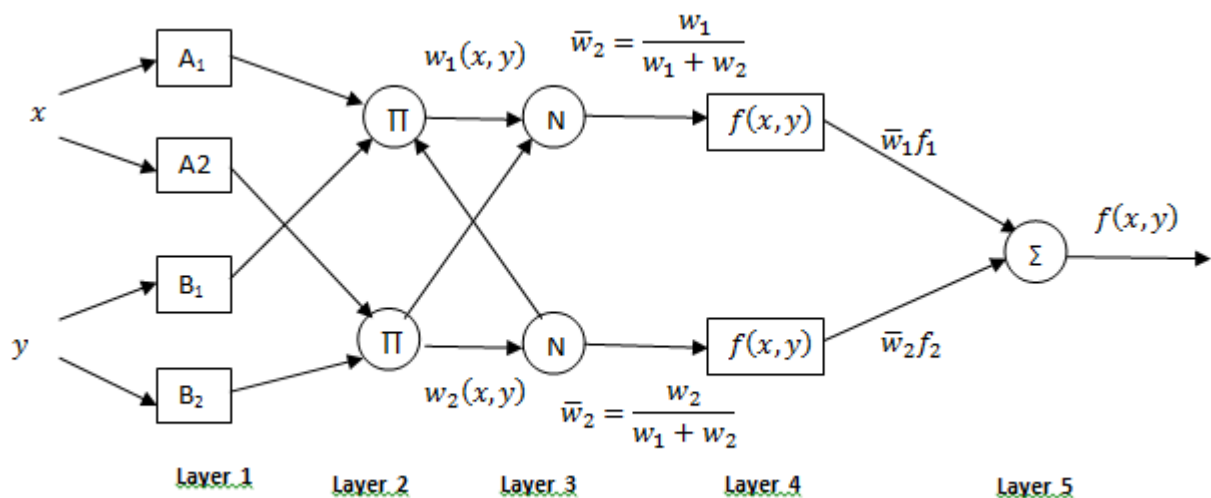 A₁
w₁(x, y)
w̅₂ = w₁ / (w₁ + w₂)
x
∏
N
f(x, y)
w̅₁f₁
A2
f(x, y)
Σ
B₁
y
∏
N
f(x, y)
w̅₂f₂
B₂
w₂(x, y)
w̅₂ = w₂ / (w₁ + w₂)
Layer 1
Layer 2
Layer 3
Layer 4
Layer 5